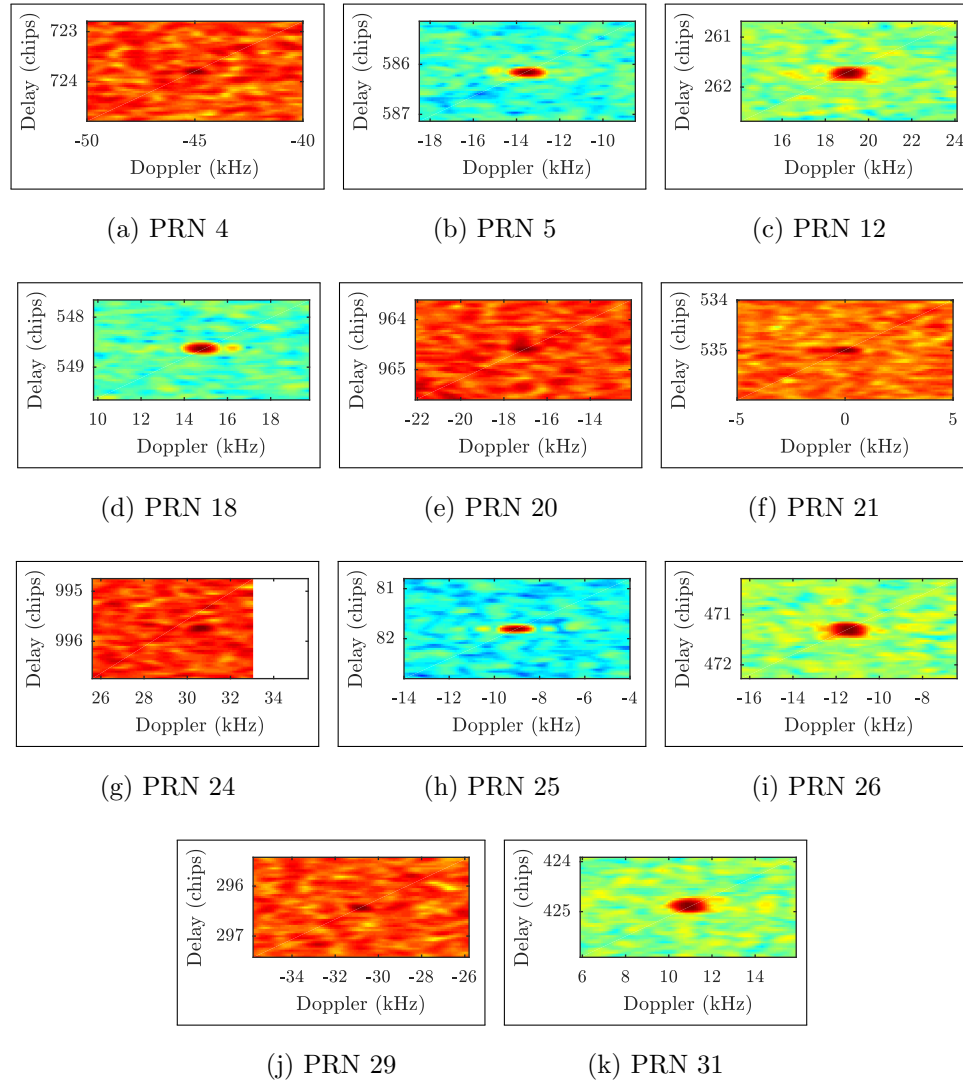 723
724
Delay (chips)
-50 -45 -40
Doppler (kHz)
(a) PRN 4
586
587
Delay (chips)
-18 -16 -14 -12 -10
Doppler (kHz)
(b) PRN 5
261
262
Delay (chips)
16 18 20 22 24
Doppler (kHz)
(c) PRN 12
548
549
Delay (chips)
10 12 14 16 18
Doppler (kHz)
(d) PRN 18
964
965
Delay (chips)
-22 -20 -18 -16 -14
Doppler (kHz)
(e) PRN 20
534
535
Delay (chips)
-5 0 5
Doppler (kHz)
(f) PRN 21
995
996
Delay (chips)
26 28 30 32 34
Doppler (kHz)
(g) PRN 24
81
82
Delay (chips)
-14 -12 -10 -8 -6 -4
Doppler (kHz)
(h) PRN 25
471
472
Delay (chips)
-16 -14 -12 -10 -8
Doppler (kHz)
(i) PRN 26
296
297
Delay (chips)
-34 -32 -30 -28 -26
Doppler (kHz)
(j) PRN 29
424
425
Delay (chips)
6 8 10 12 14
Doppler (kHz)
(k) PRN 31